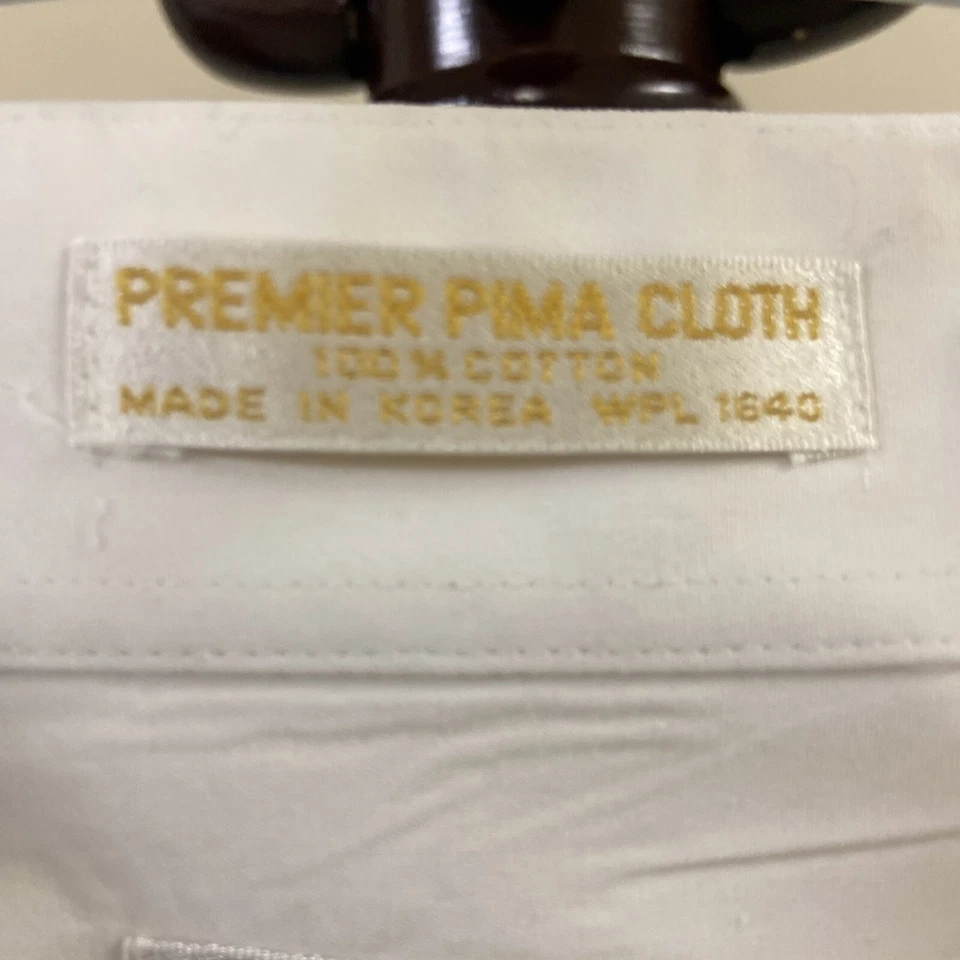 PREMIER PIMA CLOTH
100% COTTON
MADE IN KOREA WPL 1640